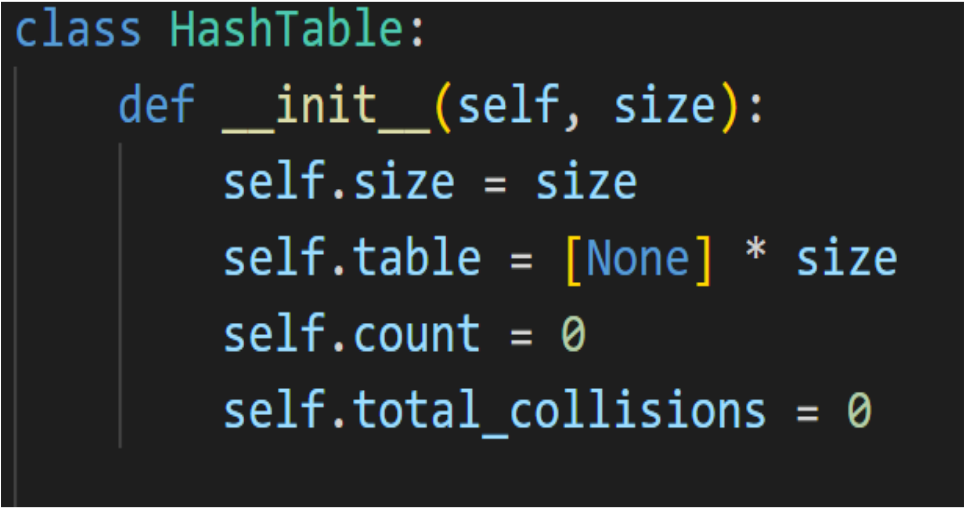 class HashTable:
    def __init__(self, size):
        self.size = size
        self.table = [None] * size
        self.count = 0
        self.total_collisions = 0